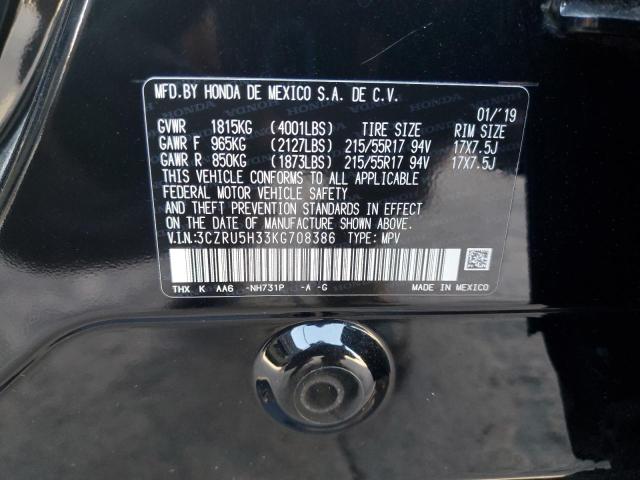 MFD.BY HONDA DE MEXICO S.A. DE C.V.
01/'19
GVWR 1815KG (4001LBS) TIRE SIZE RIM SIZE
GAWR F 965KG (2127LBS) 215/55R17 94V 17X7.5J
GAWR R 850KG (1873LBS) 215/55R17 94V 17X7.5J
THIS VEHICLE CONFORMS TO ALL APPLICABLE
FEDERAL MOTOR VEHICLE SAFETY
AND THEFT PREVENTION STANDARDS IN EFFECT
ON THE DATE OF MANUFACTURE SHOWN ABOVE.
V.I.N:3CZRU5H33KG708386 TYPE: MPV
THX K AA6 -NH731P -A -G MADE IN MEXICO